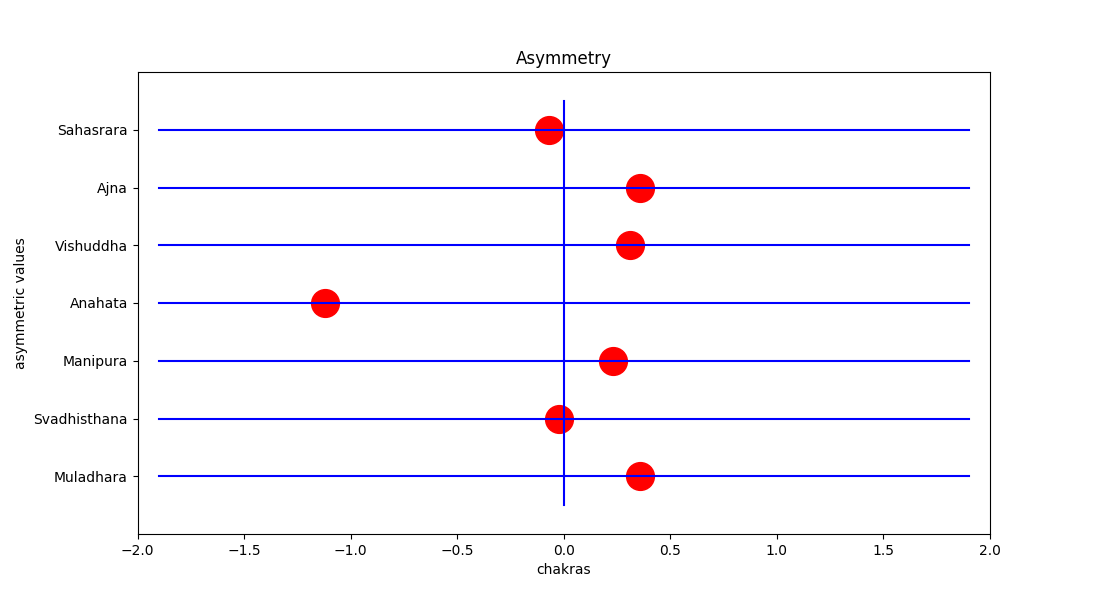 Asymmetry
Sahasrara
Ajna
Vishuddha
Anahata
Manipura
Svadhisthana
Muladhara
asymmetric values
−2.0 −1.5 −1.0 −0.5 0.0 0.5 1.0 1.5 2.0
chakras